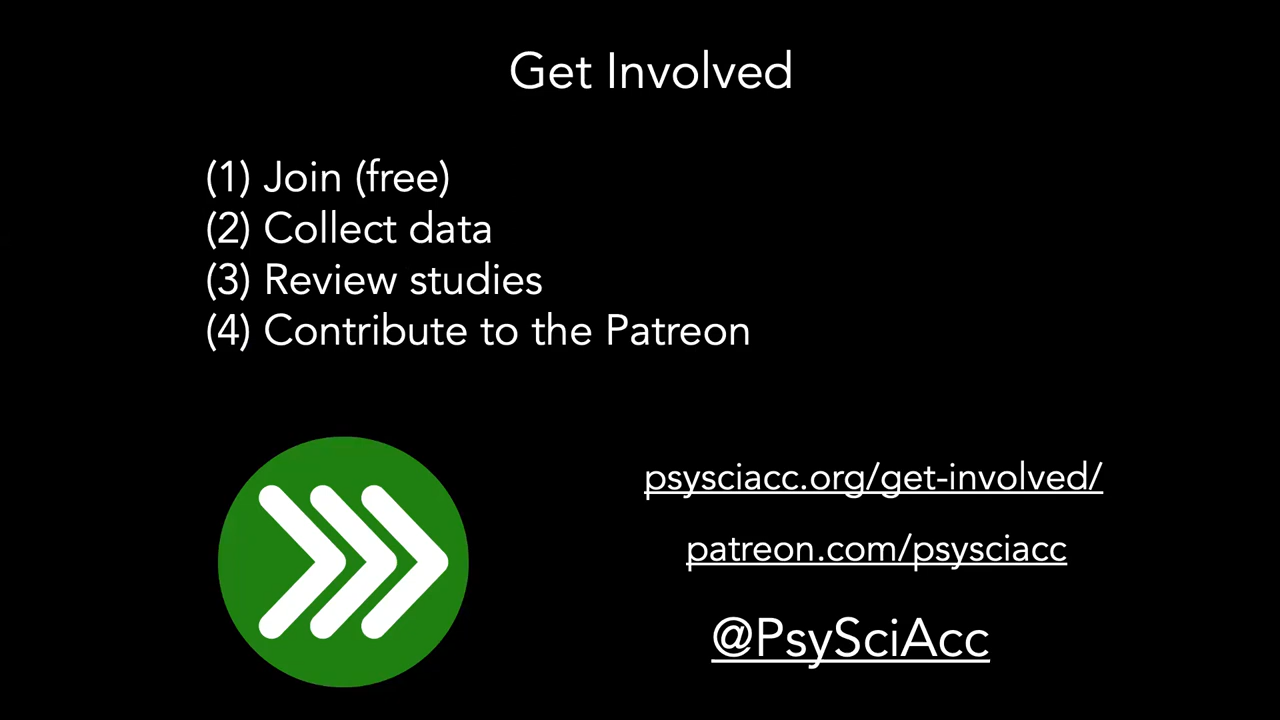 Get Involved
(1) Join (free)
(2) Collect data
(3) Review studies
(4) Contribute to the Patreon
psysciacc.org/get-involved/
patreon.com/psysciacc
@PsySciAcc